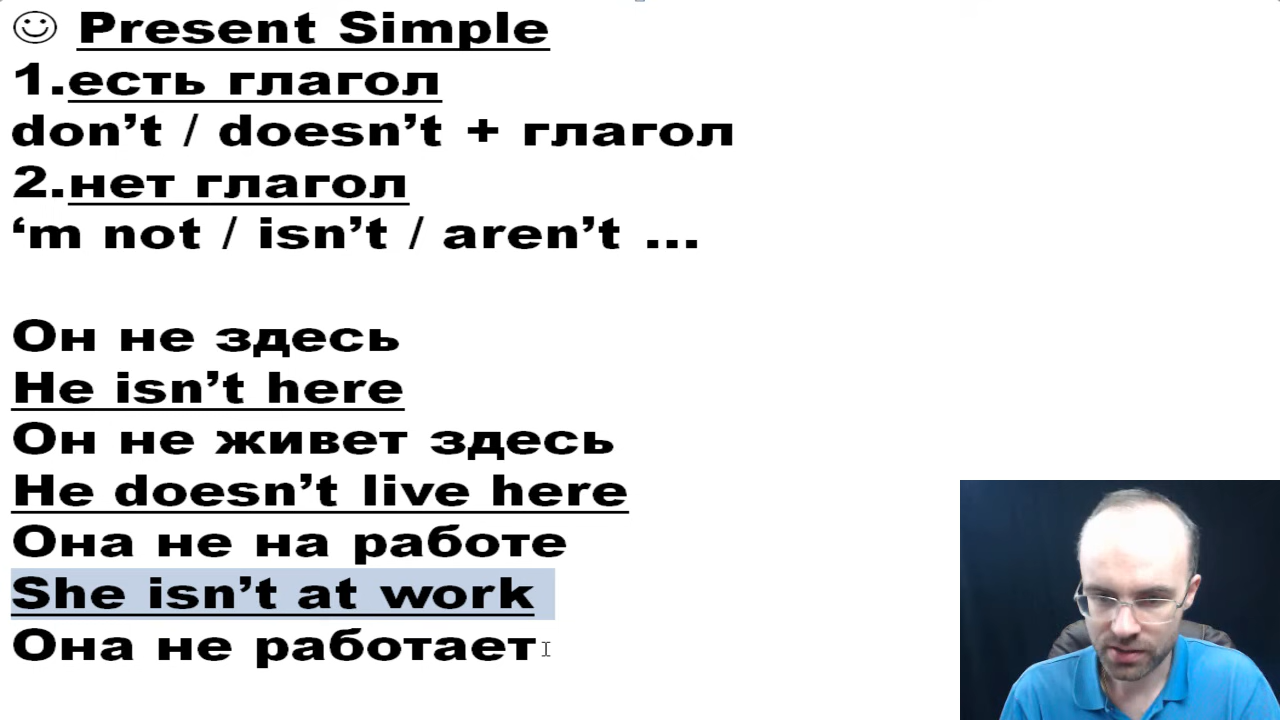 ☺ Present Simple
1.есть глагол
don’t / doesn’t + глагол
2.нет глагол
‘m not / isn’t / aren’t ...
Он не здесь
He isn’t here
Он не живет здесь
He doesn’t live here
Она не на работе
She isn’t at work
Она не работает